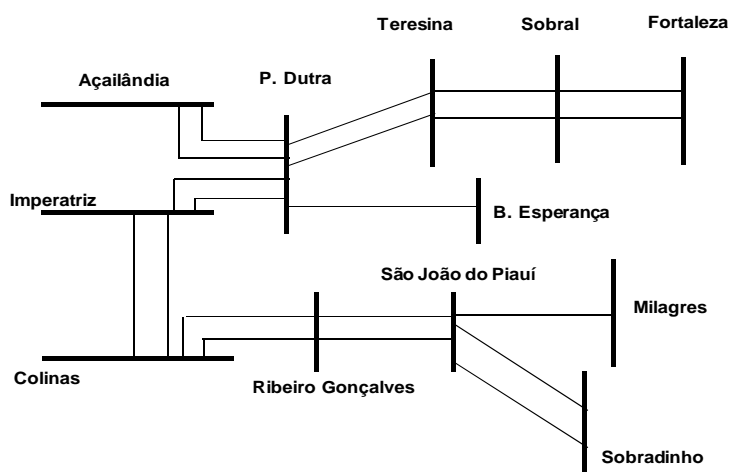 Teresina
Sobral
Fortaleza
Açailândia
P. Dutra
Imperatriz
B. Esperança
São João do Piauí
Milagres
Colinas
Ribeiro Gonçalves
Sobradinho